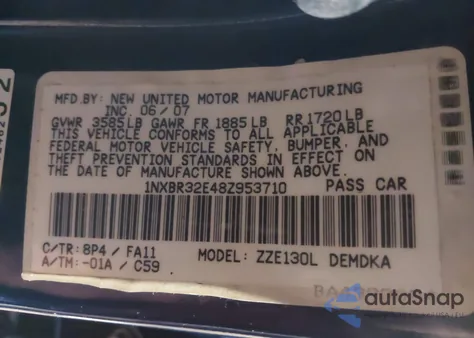 MFD.BY: NEW UNITED MOTOR MANUFACTURING
INC. 06/07
GVWR 3585LB GAWR FR 1885LB RR 1720LB
THIS VEHICLE CONFORMS TO ALL APPLICABLE
FEDERAL MOTOR VEHICLE SAFETY, BUMPER, AND
THEFT PREVENTION STANDARDS IN EFFECT ON
THE DATE OF MANUFACTURE SHOWN ABOVE.
1NXBR32E48Z953710 PASS CAR
C/TR: 8P4 / FA11 MODEL: ZZE130L DEMDKA
A/TM: -01A / C59
autoSnap